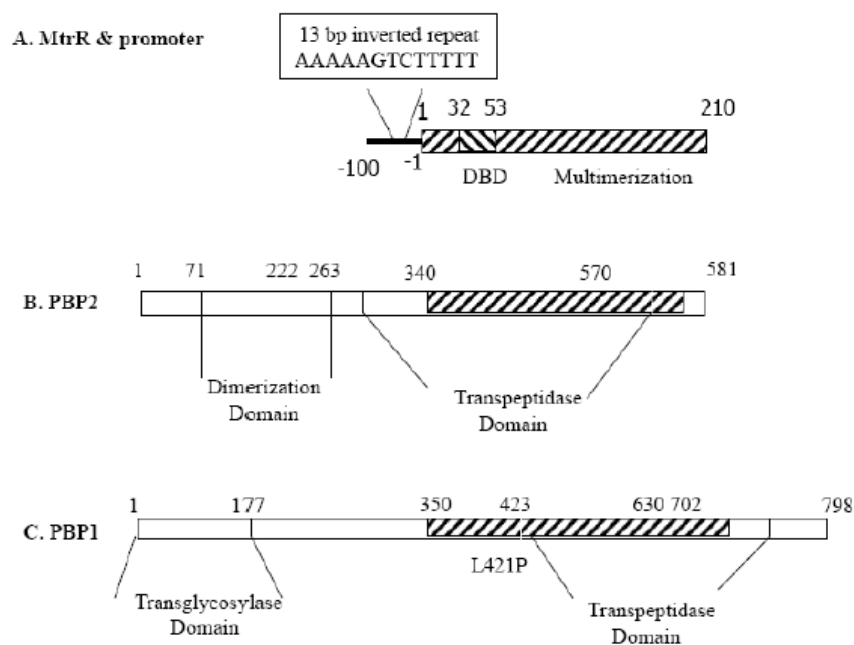 A. MtrR & promoter
13 bp inverted repeat
AAAAAGTCTTTTT
1 32 53 210
-100 -1
DBD Multimerization
1 71 222 263 340 570 581
B. PBP2
Dimerization
Domain
Transpeptidase
Domain
1 177 350 423 630 702 798
C. PBP1
L421P
Transglycosylase
Domain
Transpeptidase
Domain